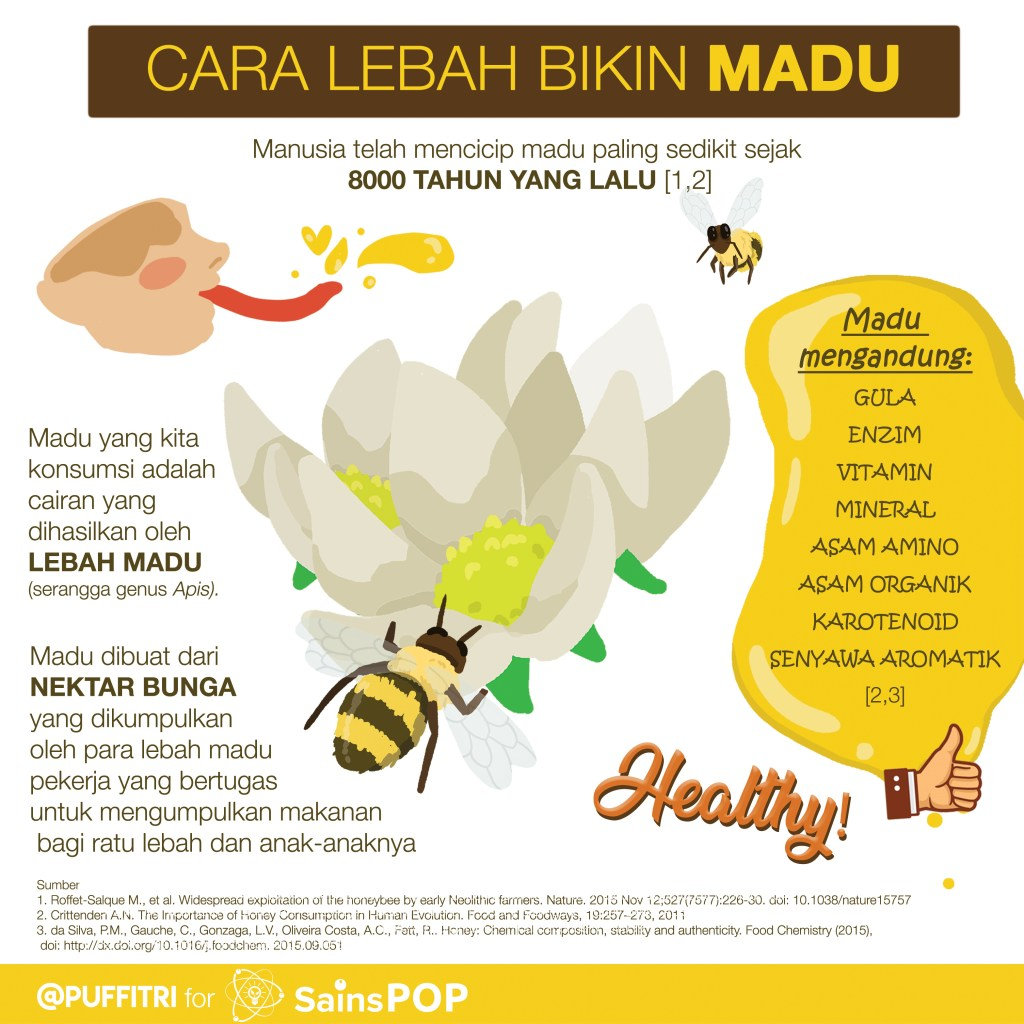 CARA LEBAH BIKIN MADU
Manusia telah mencicip madu paling sedikit sejak
8000 TAHUN YANG LALU [1,2]
Madu
mengandung:
GULA
ENZIM
VITAMIN
MINERAL
ASAM AMINO
ASAM ORGANIK
KAROTENOID
SENYAWA AROMATIK
[2,3]
Madu yang kita
konsumsi adalah
cairan yang
dihasilkan oleh
LEBAH MADU
(serangga genus Apis).
Madu dibuat dari
NEKTAR BUNGA
yang dikumpulkan
oleh para lebah madu
pekerja yang bertugas
untuk mengumpulkan makanan
bagi ratu lebah dan anak-anaknya
Healthy!
Sumber
1. Roffet-Salque M., et al. Widespread exploitation of the honeybee by early Neolithic farmers. Nature. 2015 Nov 12;527(7577):226-30. doi: 10.1038/nature15757
2. Crittenden A.N. The Importance of Honey Consumption in Human Evolution. Food and Foodways, 19:257–273, 2011
3. da Silva, P.M., Gauche, C., Gonzaga, L.V., Oliveira Costa, A.C., Fett, R., Honey: Chemical composition, stability and authenticity. Food Chemistry (2015),
doi: http://dx.doi.org/10.1016/j.foodchem. 2015.09.051
@PUFFITRI for SainsPOP